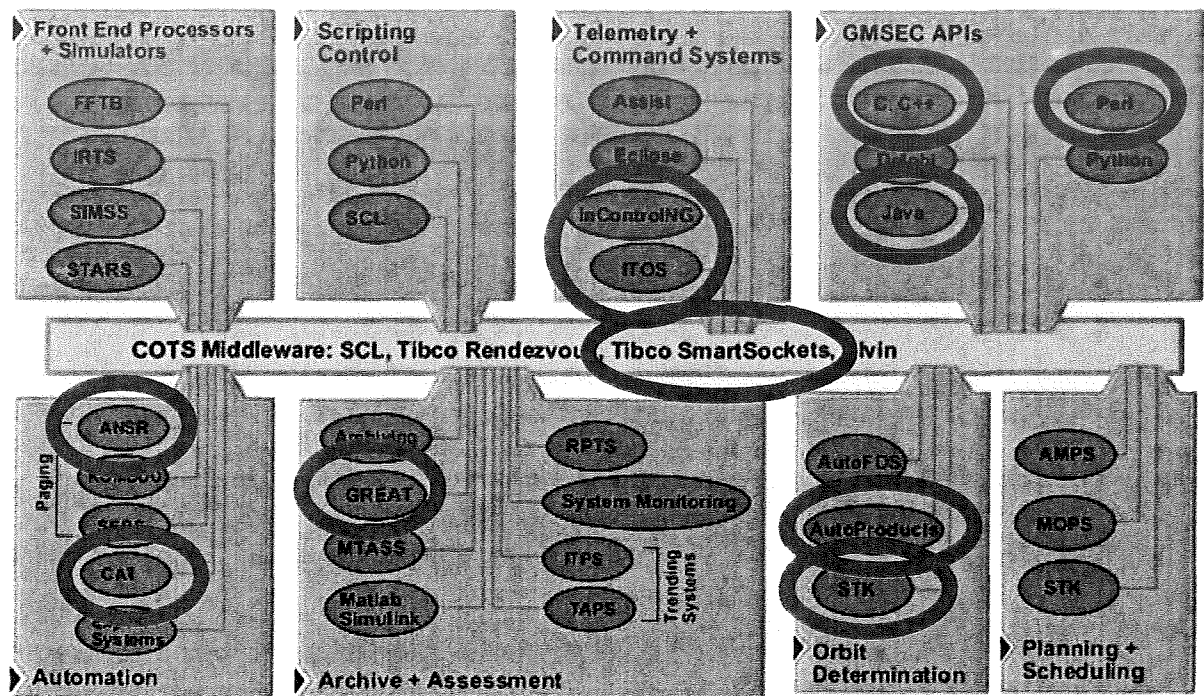 Front End Processors
+ Simulators
FFTB
IRTS
SIMSS
STARS
Scripting
Control
Perl
Python
SCL
Telemetry +
Command Systems
Assist
Eclipse
InControlNG
ITOS
GMSEC APIs
C, C++
Delphi
Java
Perl
Python
COTS Middleware: SCL, Tibco Rendezvous, Tibco SmartSockets, lvin
Paging
ANSR
CAT
Systems
Automation
Archiving
GREAT
MTASS
Matlab
Simulink
RPTS
System Monitoring
ITPS
TAPS
Trending
Systems
Archive + Assessment
AutoFDS
AutoProducts
STK
Orbit
Determination
AMPS
MOPS
STK
Planning +
Scheduling